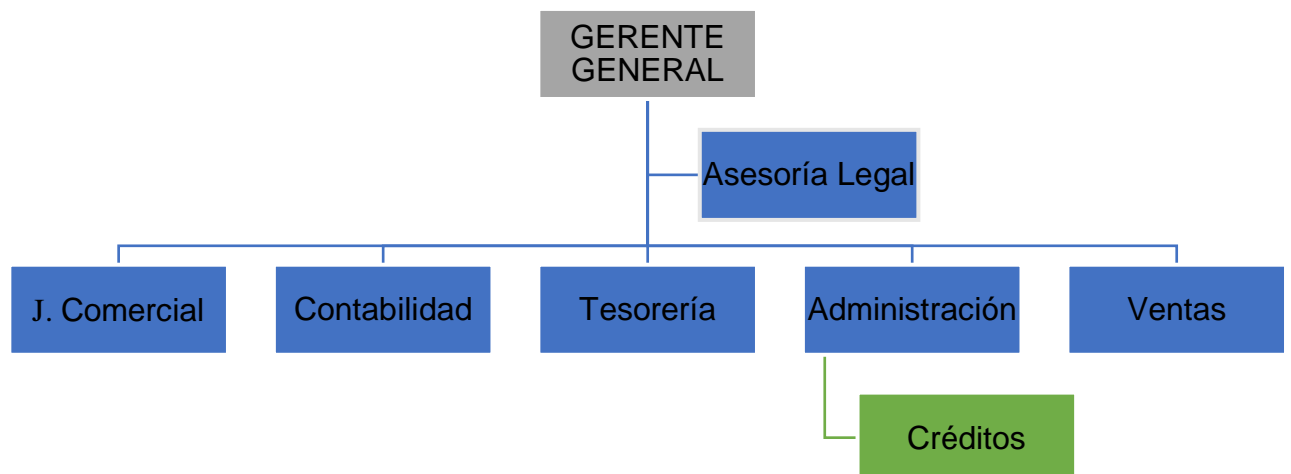 GERENTE
GENERAL
Asesoría Legal
J. Comercial
Contabilidad
Tesorería
Administración
Ventas
Créditos